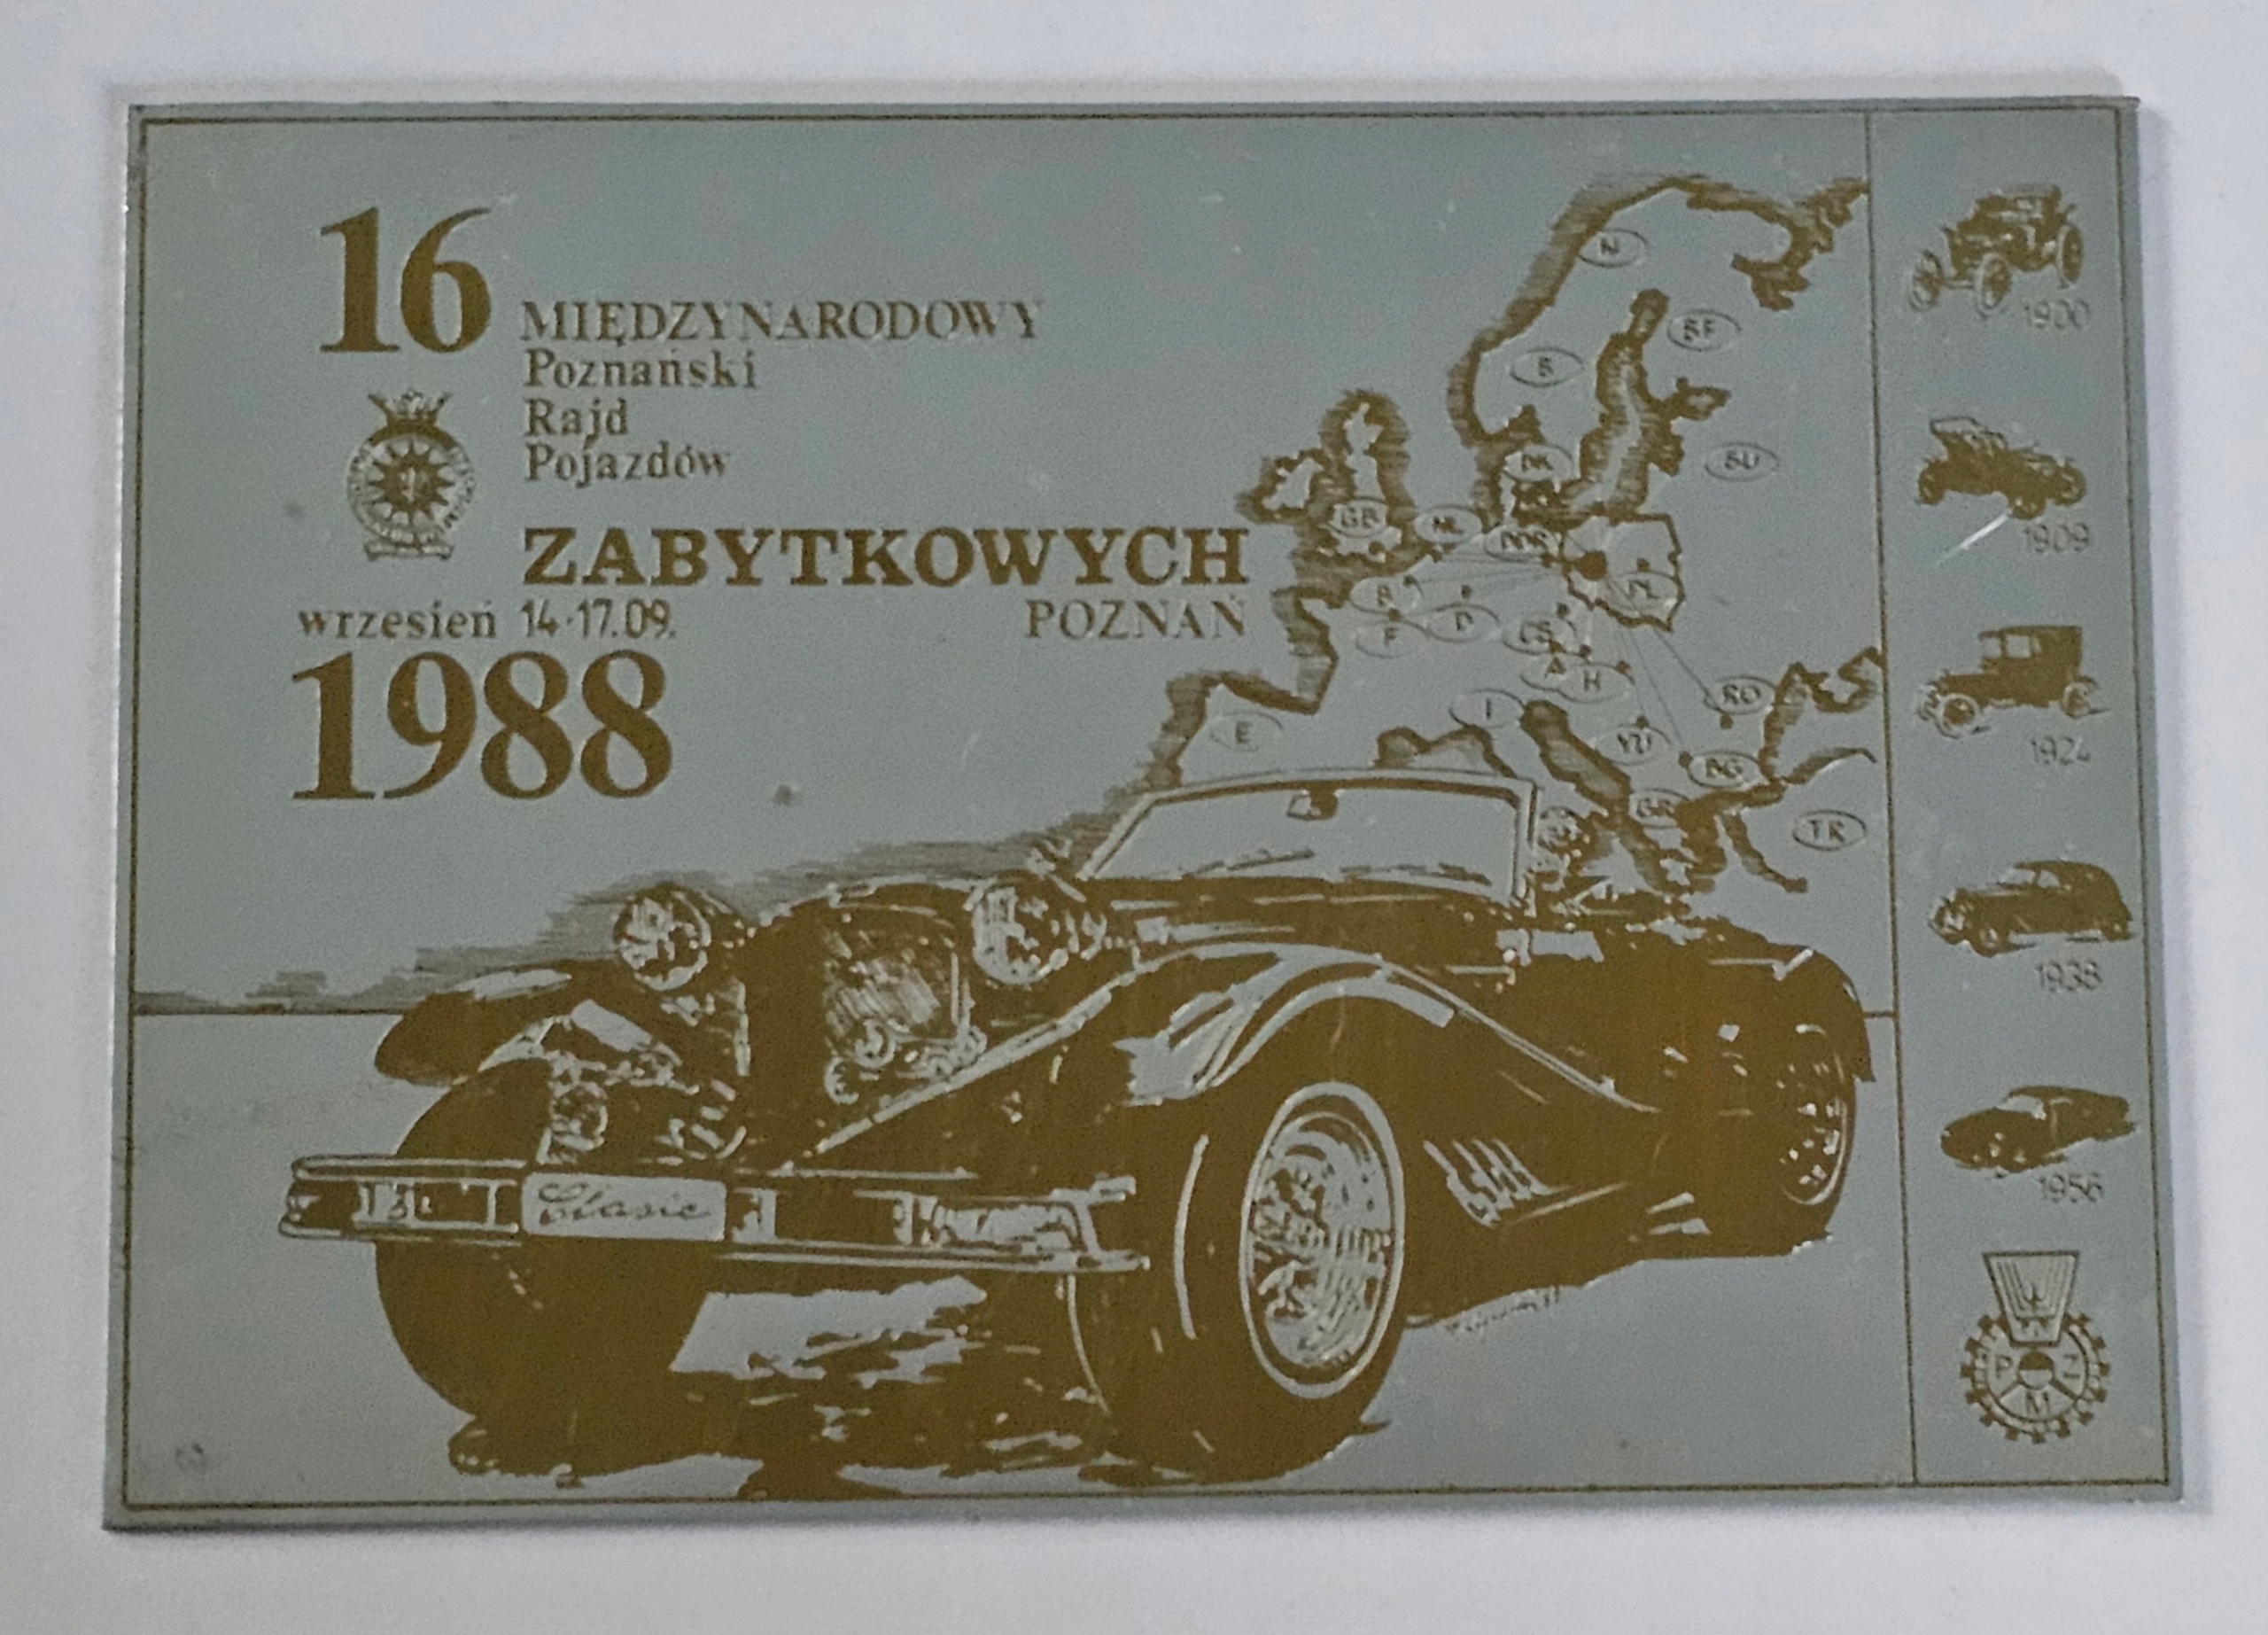 16 MIĘDZYNARODOWY
Poznański
Rajd
Pojazdów
ZABYTKOWYCH
wrzesień 14-17.09. POZNAŃ
1988
N
SF
S
DK
SU
GB
NL
DDR
PL
B
D
F
CS
A
H
RO
I
YU
E
BG
GR
TR
1900
1909
1924
1938
1956
Clasic
P Z
M